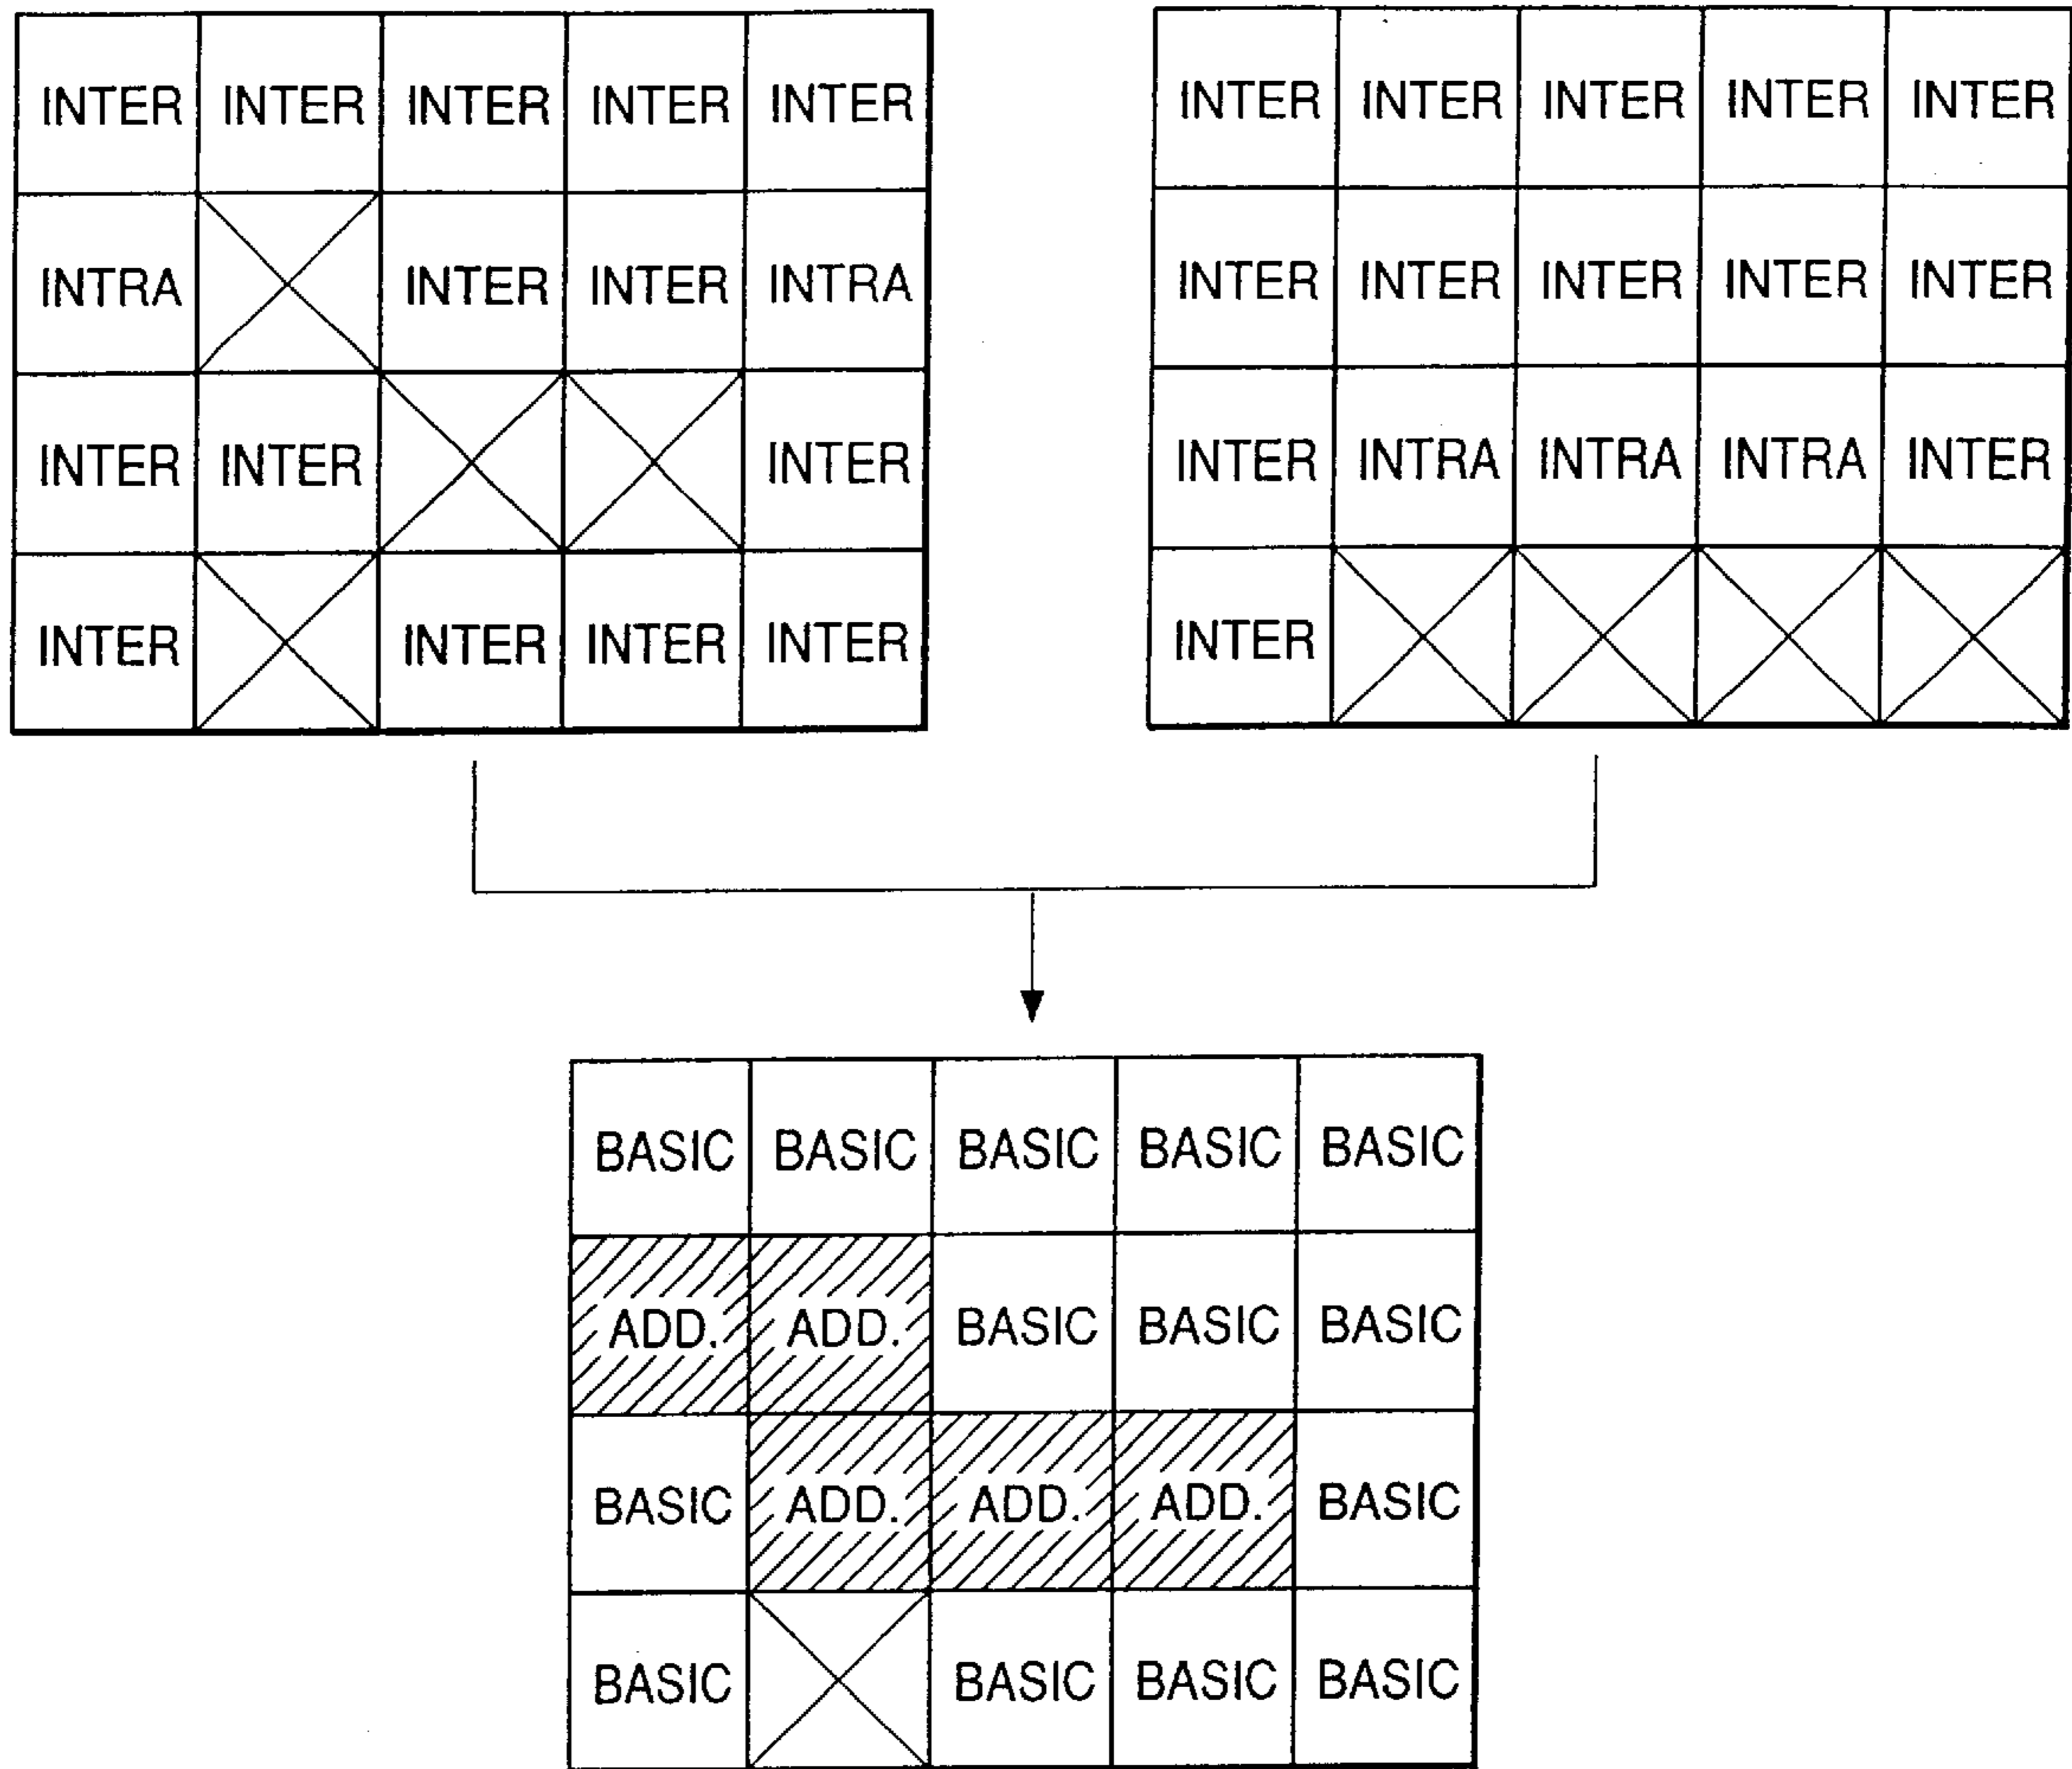 INTER INTER INTER INTER INTER
INTRA INTER INTER INTRA
INTER INTER INTER
INTER INTER INTER INTER
INTER INTER INTER INTER INTER
INTER INTER INTER INTER INTER
INTER INTRA INTRA INTRA INTER
INTER
BASIC BASIC BASIC BASIC BASIC
ADD. ADD. BASIC BASIC BASIC
BASIC ADD. ADD. ADD. BASIC
BASIC BASIC BASIC BASIC